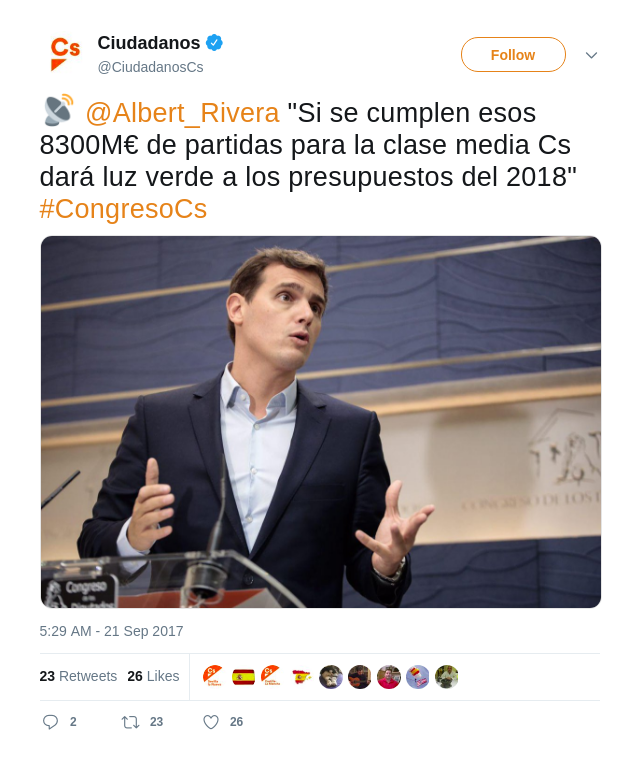 Cs
Ciudadanos
@CiudadanosCs
Follow
@Albert_Rivera "Si se cumplen esos
8300M€ de partidas para la clase media Cs
dará luz verde a los presupuestos del 2018"
#CongresoCs
CONGRESO DE LOS
Congreso
de los
Diputados
5:29 AM - 21 Sep 2017
23 Retweets 26 Likes
2 23 26